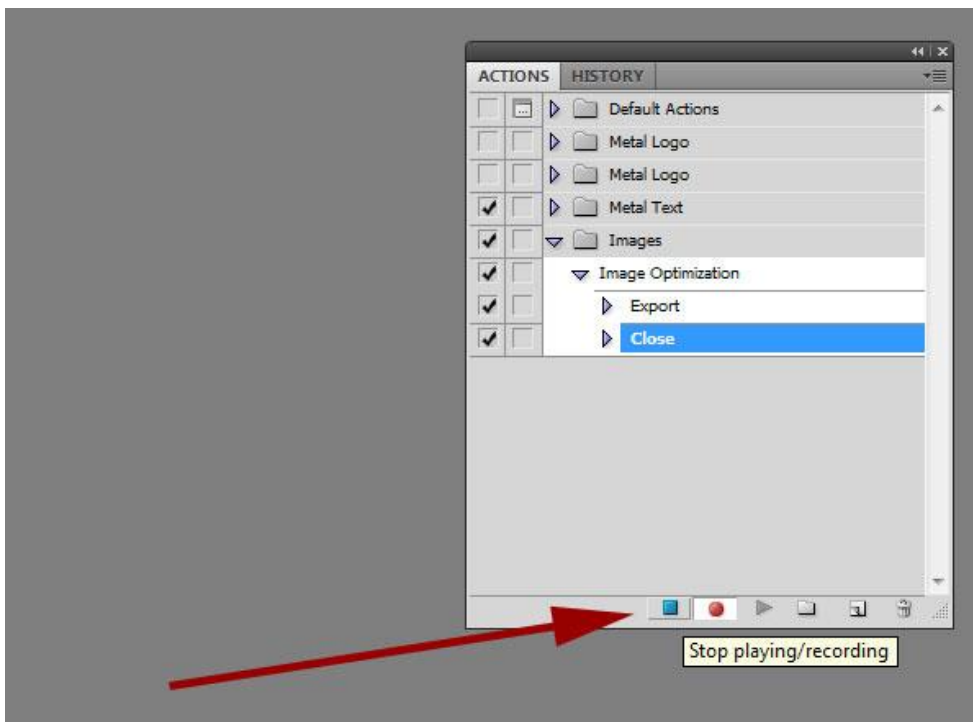 ACTIONS HISTORY
Default Actions
Metal Logo
Metal Logo
Metal Text
Images
Image Optimization
Export
Close
Stop playing/recording